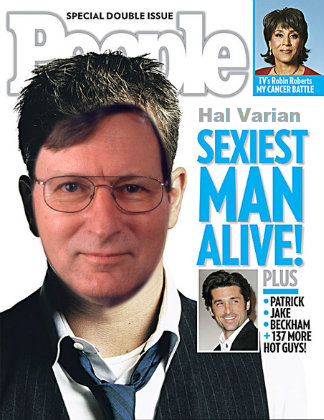 SPECIAL DOUBLE ISSUE
People
TV's Robin Roberts
MY CANCER BATTLE
Hal Varian
SEXIEST
MAN
ALIVE!
PLUS
• PATRICK
• JAKE
• BECKHAM
+ 137 MORE
HOT GUYS!